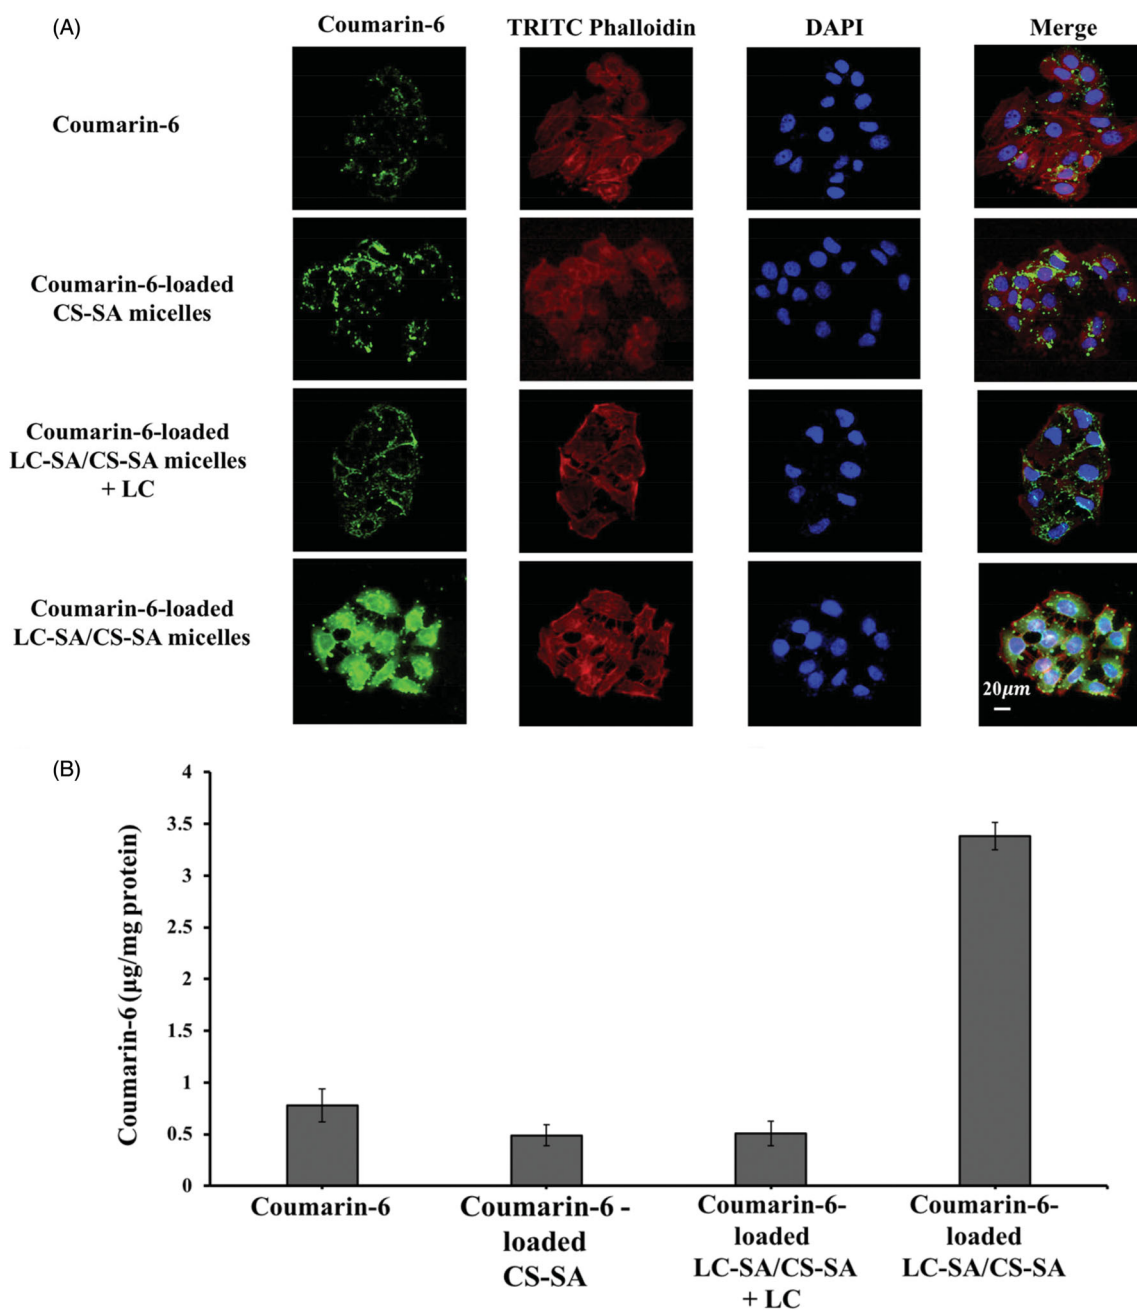 (A)
Coumarin-6
TRITC Phalloidin
DAPI
Merge
Coumarin-6
Coumarin-6-loaded
CS-SA micelles
Coumarin-6-loaded
LC-SA/CS-SA micelles
+ LC
Coumarin-6-loaded
LC-SA/CS-SA micelles
20μm
(B)
Coumarin-6 (μg/mg protein)
4
3.5
3
2.5
2
1.5
1
0.5
0
Coumarin-6
Coumarin-6 -
loaded
CS-SA
Coumarin-6-
loaded
LC-SA/CS-SA
+ LC
Coumarin-6-
loaded
LC-SA/CS-SA